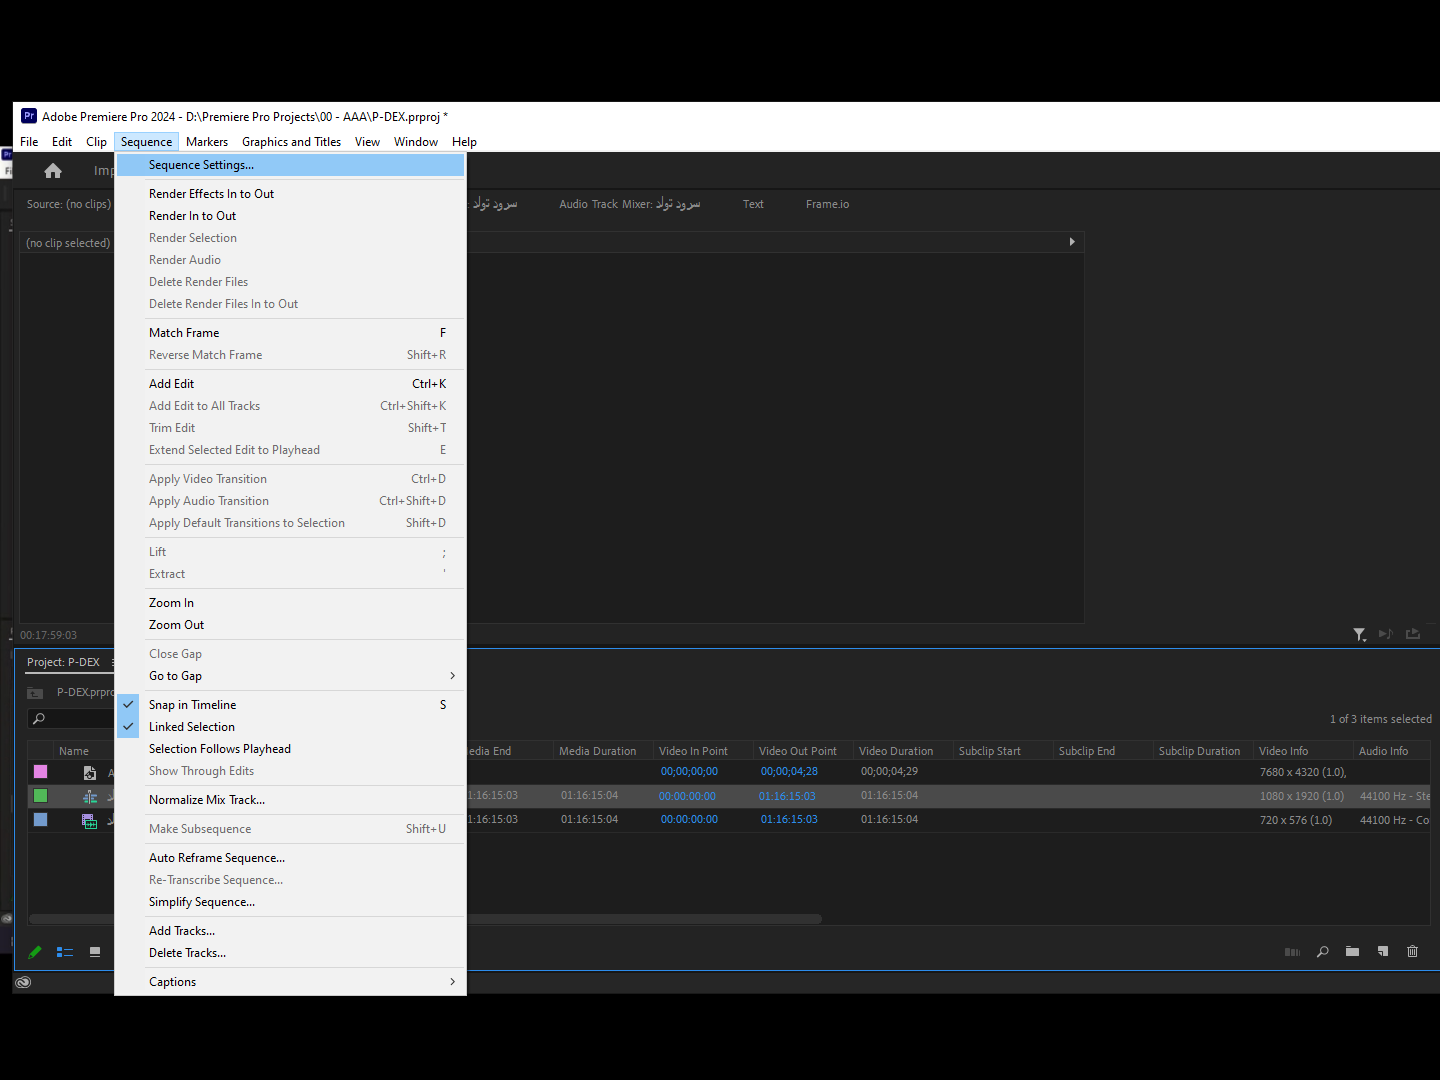 Pr Adobe Premiere Pro 2024 - D:\Premiere Pro Projects\00 - AAA\P-DEX.prproj *
File Edit Clip Sequence Markers Graphics and Titles View Window Help
Sequence Settings...
Source: (no clips)
سرود تولد
Audio Track Mixer: سرود تولد
Text
Frame.io
(no clip selected)
Render Effects In to Out
Render In to Out
Render Selection
Render Audio
Delete Render Files
Delete Render Files In to Out
Match Frame F
Reverse Match Frame Shift+R
Add Edit Ctrl+K
Add Edit to All Tracks Ctrl+Shift+K
Trim Edit Shift+T
Extend Selected Edit to Playhead E
Apply Video Transition Ctrl+D
Apply Audio Transition Ctrl+Shift+D
Apply Default Transitions to Selection Shift+D
Lift ;
Extract '
Zoom In
Zoom Out
Close Gap
Go to Gap
Snap in Timeline S
Linked Selection
Selection Follows Playhead
Show Through Edits
Normalize Mix Track...
Make Subsequence Shift+U
Auto Reframe Sequence...
Re-Transcribe Sequence...
Simplify Sequence...
Add Tracks...
Delete Tracks...
Captions
00:17:59:03
Project: P-DEX
1 of 3 items selected
Name Media Duration Video In Point Video Out Point Video Duration Subclip Start Subclip End Subclip Duration Video Info Audio Info
00;00;00;00 00;00;04;28 00;00;04;29 7680 x 4320 (1.0),
1:16:15:03 01:16:15:04 00:00:00:00 01:16:15:03 01:16:15:04 1080 x 1920 (1.0) 44100 Hz - Ste
1:16:15:03 01:16:15:04 00:00:00:00 01:16:15:03 01:16:15:04 720 x 576 (1.0) 44100 Hz - Co